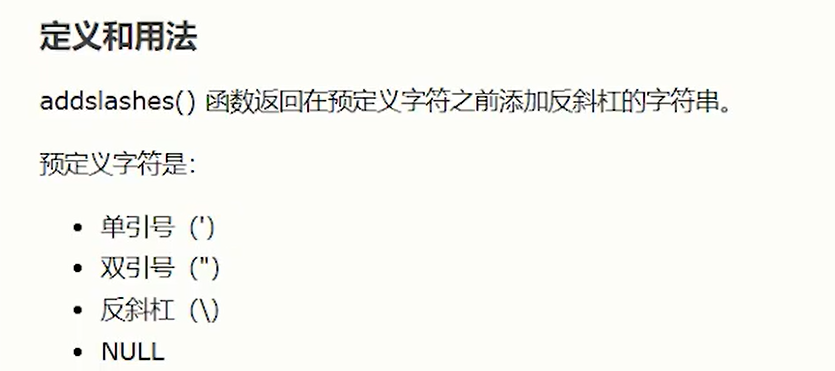 定义和用法
addslashes() 函数返回在预定义字符之前添加反斜杠的字符串。
预定义字符是：
• 单引号（'）
• 双引号（"）
• 反斜杠（\）
• NULL